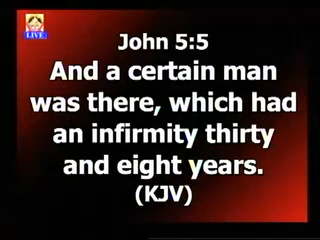 LIVE
John 5:5
And a certain man
was there, which had
an infirmity thirty
and eight years.
(KJV)